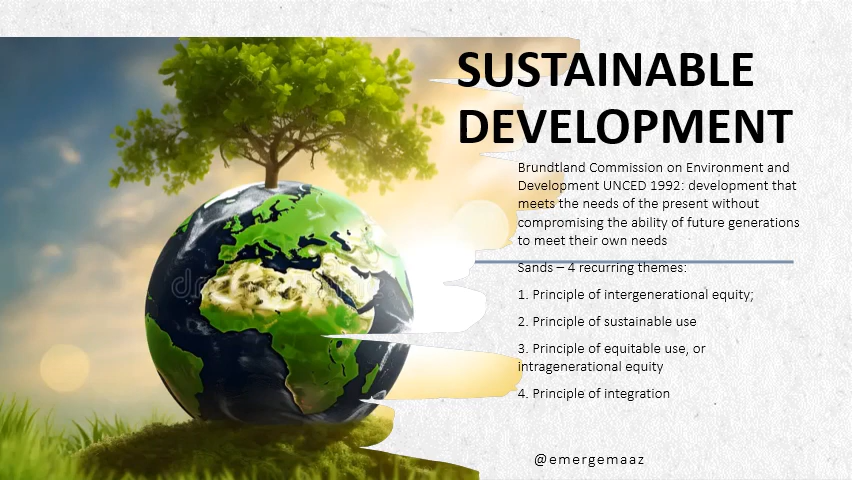 SUSTAINABLE
DEVELOPMENT
Brundtland Commission on Environment and
Development UNCED 1992: development that
meets the needs of the present without
compromising the ability of future generations
to meet their own needs
Sands – 4 recurring themes:
1. Principle of intergenerational equity;
2. Principle of sustainable use
3. Principle of equitable use, or
intragenerational equity
4. Principle of integration
@emergemaaz